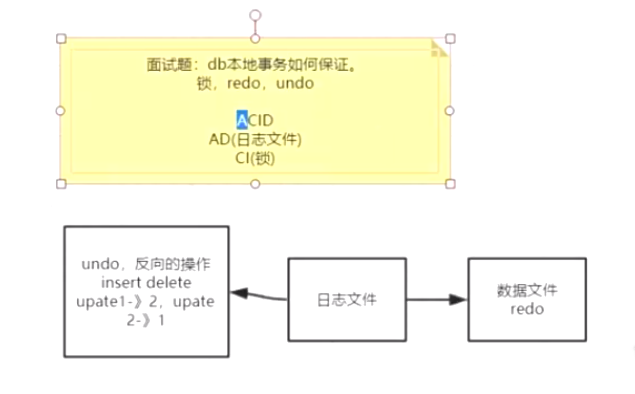 面试题：db本地事务如何保证。
锁，redo，undo
ACID
AD(日志文件)
CI(锁)
undo，反向的操作
insert delete
upate1-》2，upate
2-》1
日志文件
数据文件
redo